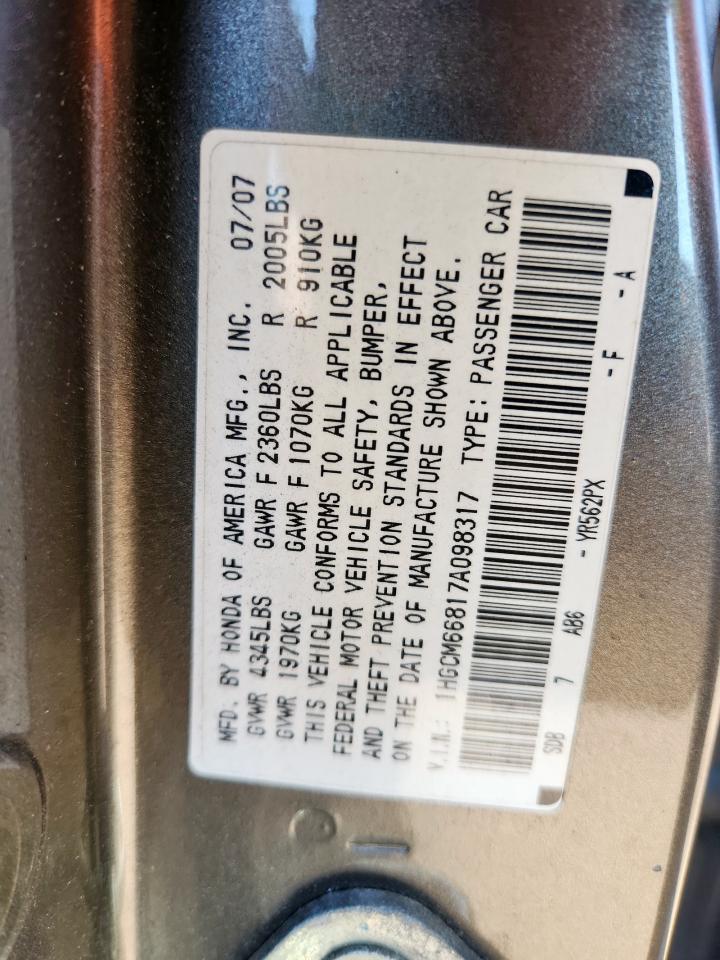 MFD. BY HONDA OF AMERICA MFG., INC. 07/07
GVWR 4345LBS GAWR F 2360LBS R 2005LBS
GVWR 1970KG GAWR F 1070KG R 910KG
THIS VEHICLE CONFORMS TO ALL APPLICABLE
FEDERAL MOTOR VEHICLE SAFETY, BUMPER,
AND THEFT PREVENTION STANDARDS IN EFFECT
ON THE DATE OF MANUFACTURE SHOWN ABOVE.
V.I.N.: 1HGCM66817A098317 TYPE: PASSENGER CAR
SDB 7 AB6 - YR562PX - F - A